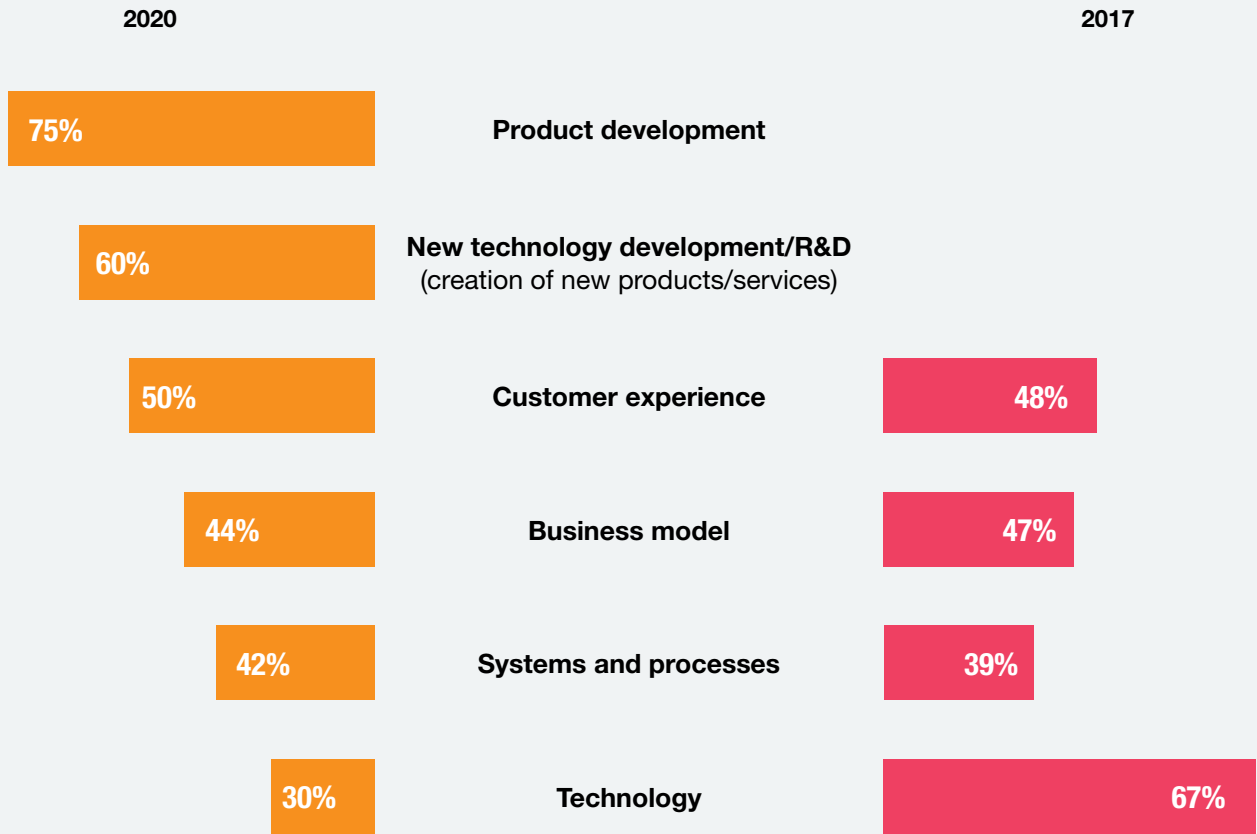 2020
2017
75%
Product development
60%
New technology development/R&D
(creation of new products/services)
50%
Customer experience
48%
44%
Business model
47%
42%
Systems and processes
39%
30%
Technology
67%